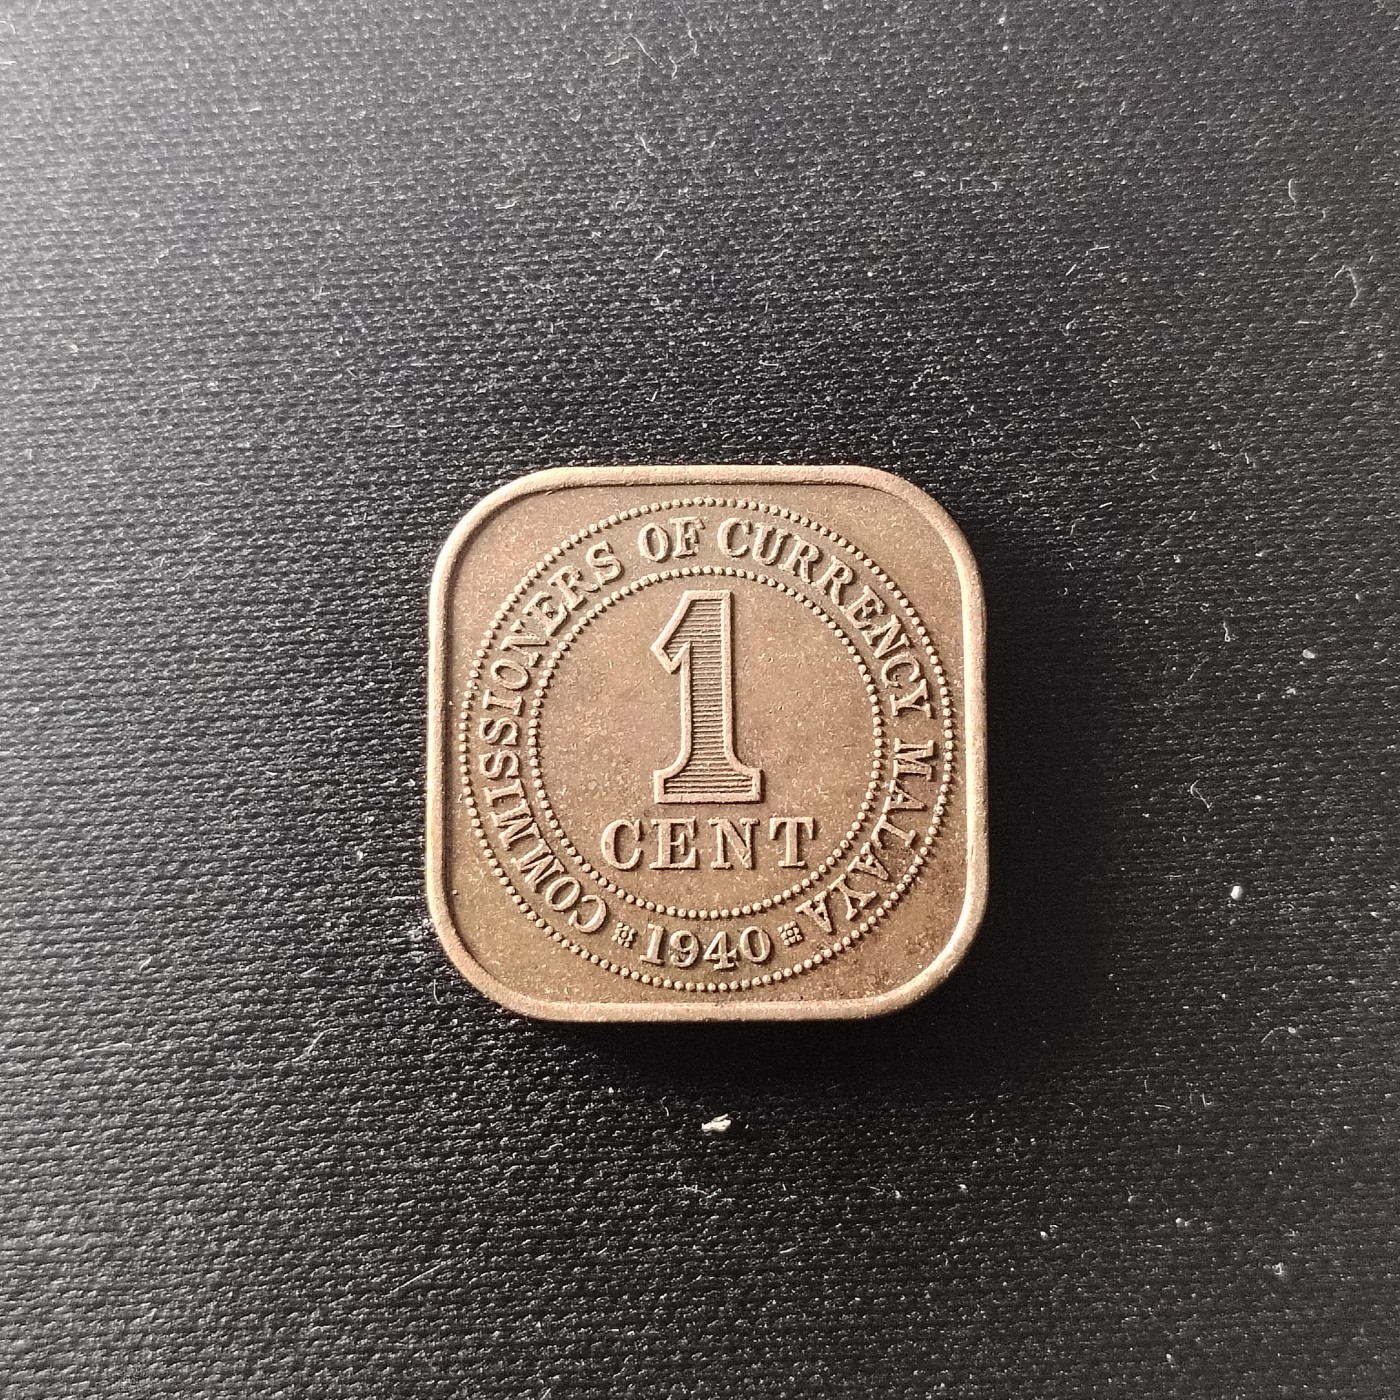 COMMISSIONERS OF CURRENCY MALAYA
1
CENT
1940